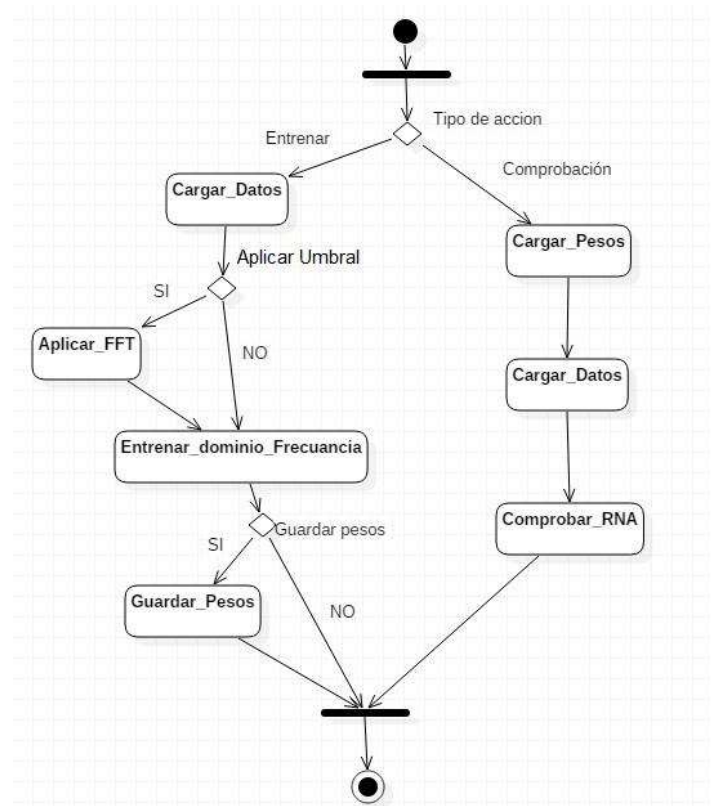 Tipo de accion
Entrenar
Comprobación
Cargar_Datos
Cargar_Pesos
Aplicar Umbral
SI
Aplicar_FFT
NO
Cargar_Datos
Entrenar_dominio_Frecuancia
Guardar pesos
Comprobar_RNA
SI
Guardar_Pesos
NO